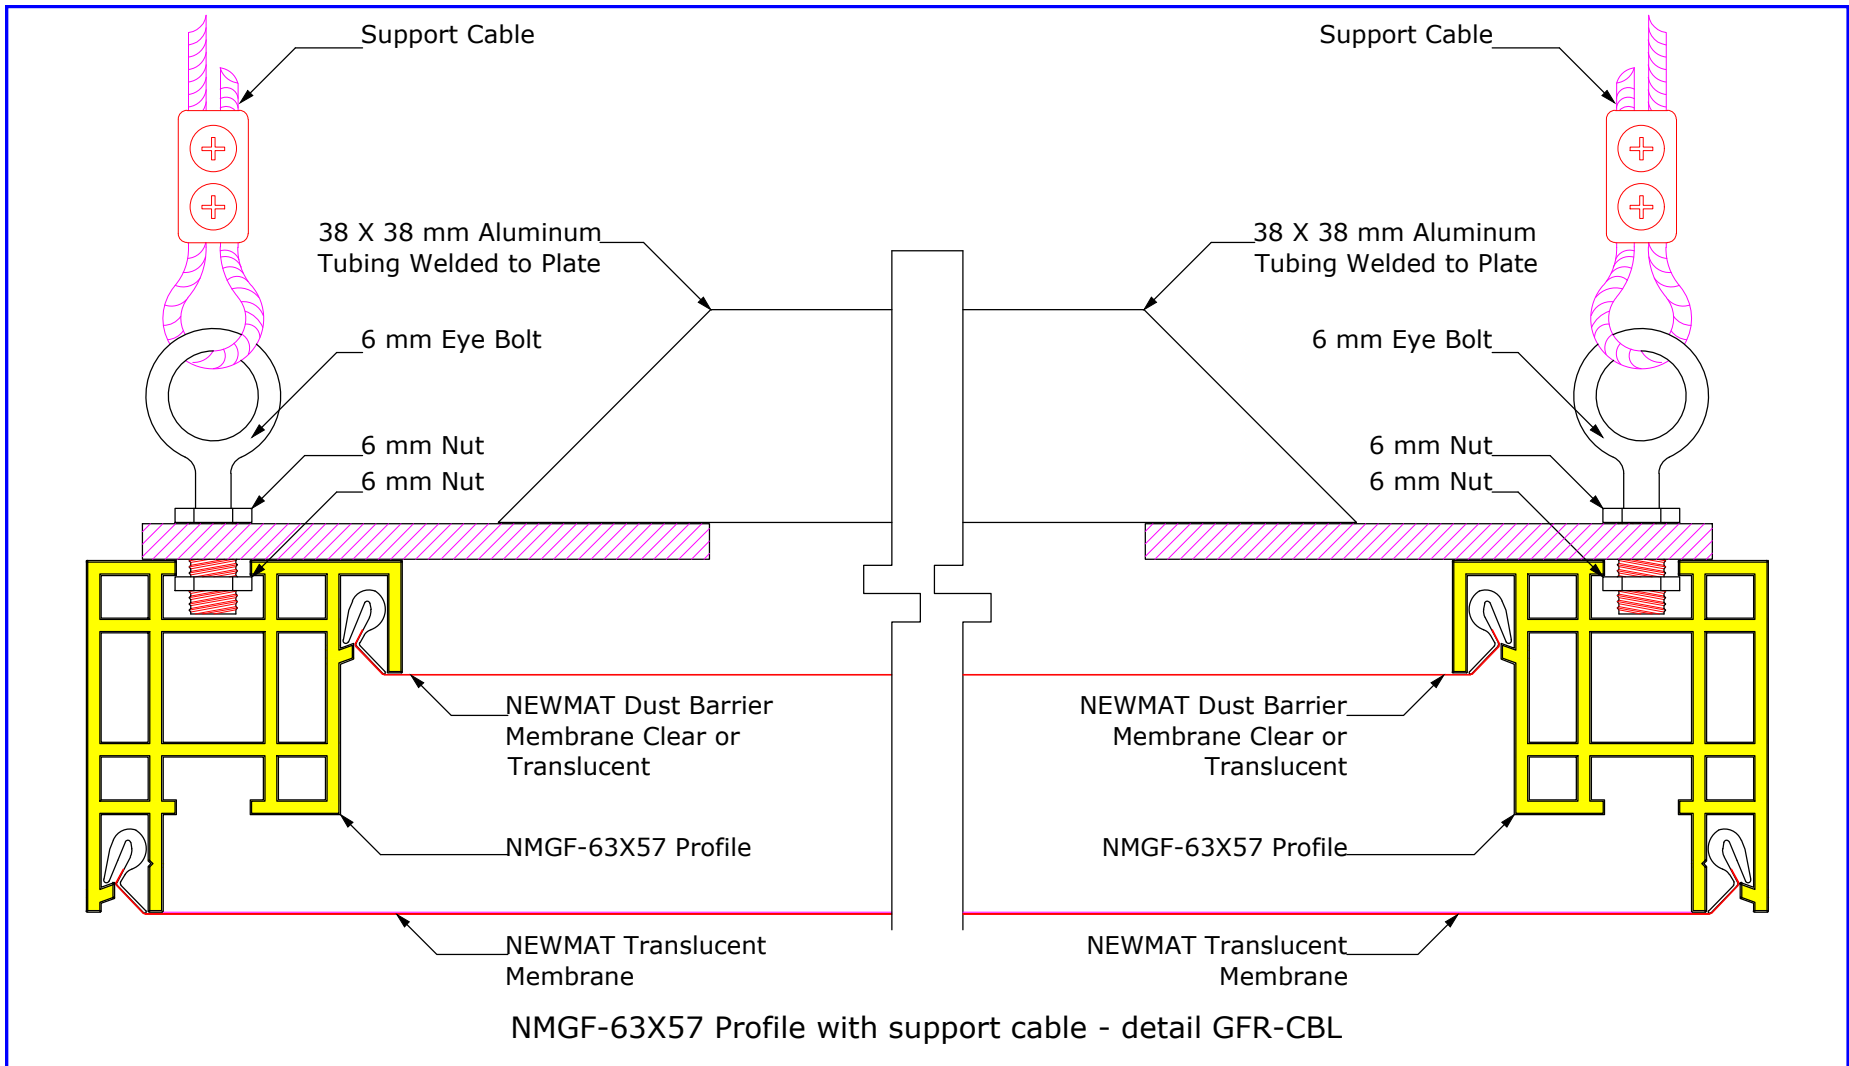 Support Cable
Support Cable
38 X 38 mm Aluminum
Tubing Welded to Plate
38 X 38 mm Aluminum
Tubing Welded to Plate
6 mm Eye Bolt
6 mm Eye Bolt
6 mm Nut
6 mm Nut
6 mm Nut
6 mm Nut
NEWMAT Dust Barrier
Membrane Clear or
Translucent
NEWMAT Dust Barrier
Membrane Clear or
Translucent
NMGF-63X57 Profile
NMGF-63X57 Profile
NEWMAT Translucent
Membrane
NEWMAT Translucent
Membrane
NMGF-63X57 Profile with support cable - detail GFR-CBL